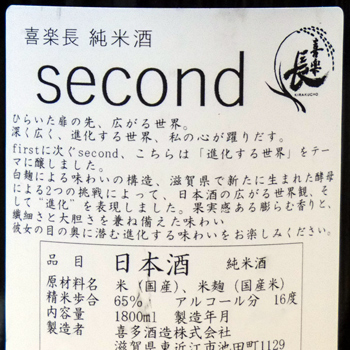 喜楽長 純米酒
second
喜楽長
KIRAKUCHO
ひらいた扉の先、広がる世界。
深く広く、進化する世界、私の心が躍りだす。
firstに次ぐsecond、こちらは「進化する世界」をテー
マに醸しました。
白麹による味わいの構造、滋賀県で新たに生まれた酵母
による2つの挑戦によって、日本酒の広がる世界観、そ
して"進化"を表現しました。果実感ある膨らむ香りと、
繊細さと大胆さを兼ね備えた味わい
彼女の目の奥に潜む進化する味わいをお楽しみください。
品 目 日本酒 純米酒
原材料名 米(国産)、米麹(国産米)
精米歩合 65% アルコール分 16度
内容量 1800ml 製造年月
製造者 喜多酒造株式会社
滋賀県東近江市池田町1129